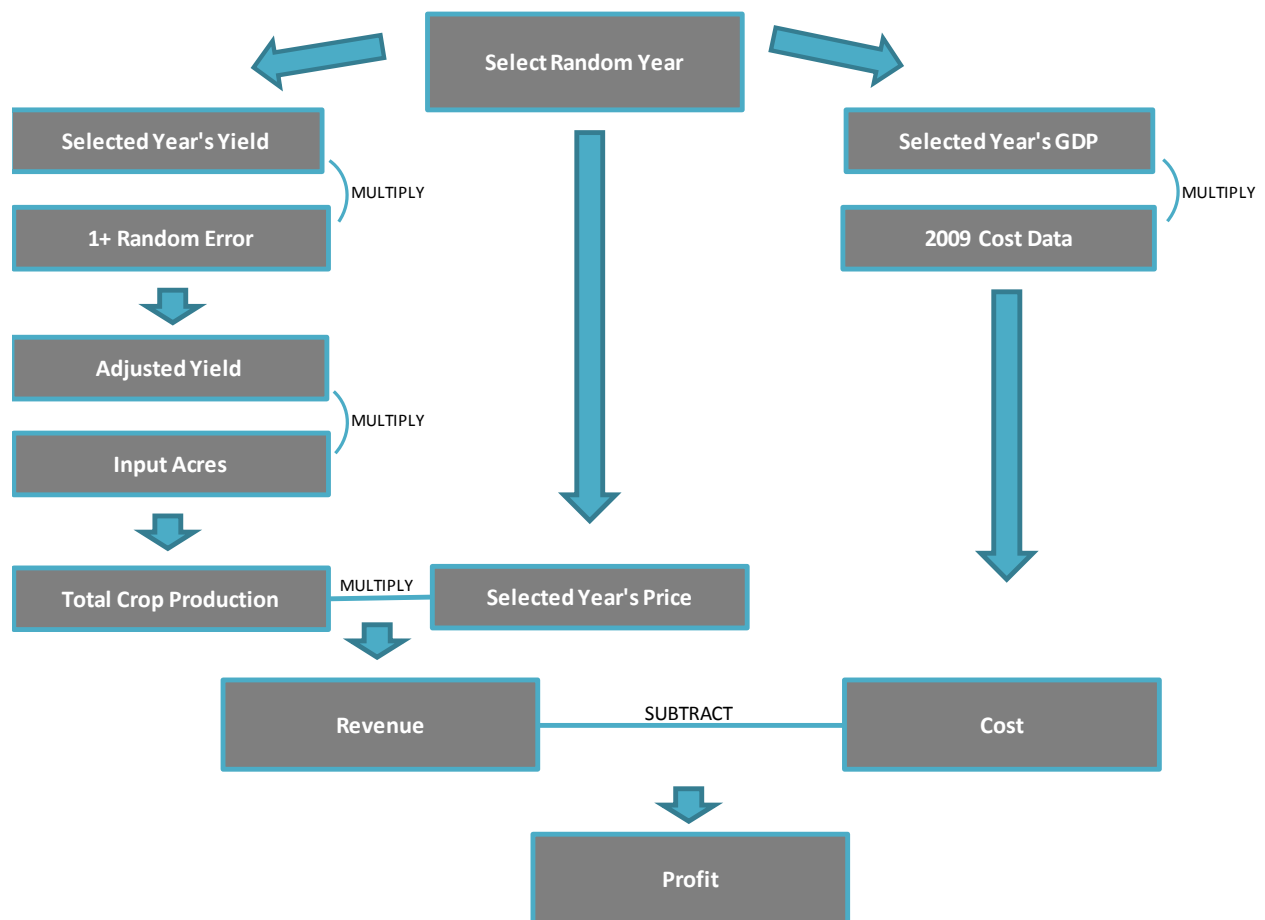 Select Random Year
Selected Year's Yield
Selected Year's GDP
MULTIPLY
MULTIPLY
1+ Random Error
2009 Cost Data
Adjusted Yield
MULTIPLY
Input Acres
Total Crop Production
MULTIPLY
Selected Year's Price
Revenue
SUBTRACT
Cost
Profit